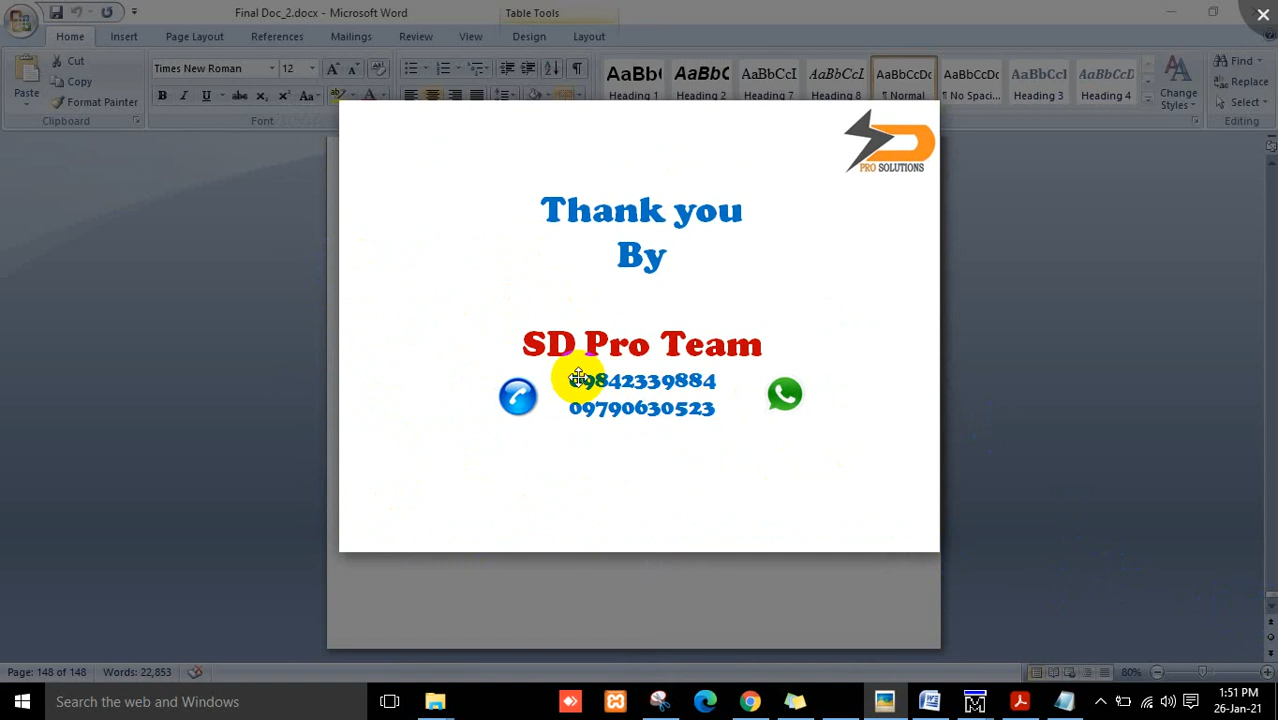 Final Doc_2.docx - Microsoft Word
Table Tools
Home Insert Page Layout References Mailings Review View Design Layout
Paste
Cut
Copy
Format Painter
Clipboard
Times New Roman 12
Font
AaBbCc AaBbC AaBbCcI AaBbCcI AaBbCcDc AaBbCcDc AaBbCcI AaBbCcI
Heading 1 Heading 2 Heading 7 Heading 8 ¶ Normal ¶ No Spaci... Heading 3 Heading 4
Change Styles
Find
Replace
Select
Editing
PRO SOLUTIONS
Thank you
By
SD Pro Team
09842339884
09790630523
Page: 148 of 148 Words: 22,853 80%
Search the web and Windows
1:51 PM
26-Jan-21